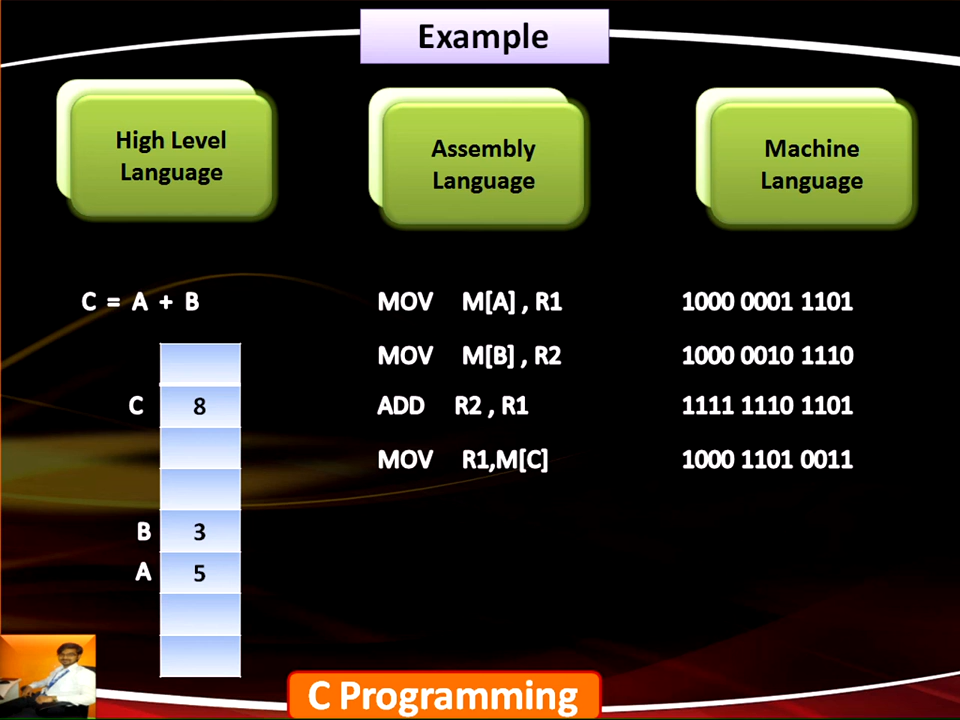 Example
High Level
Language
Assembly
Language
Machine
Language
C = A + B
MOV M[A] , R1
1000 0001 1101
MOV M[B] , R2
1000 0010 1110
C 8
ADD R2 , R1
1111 1110 1101
MOV R1,M[C]
1000 1101 0011
B 3
A 5
C Programming